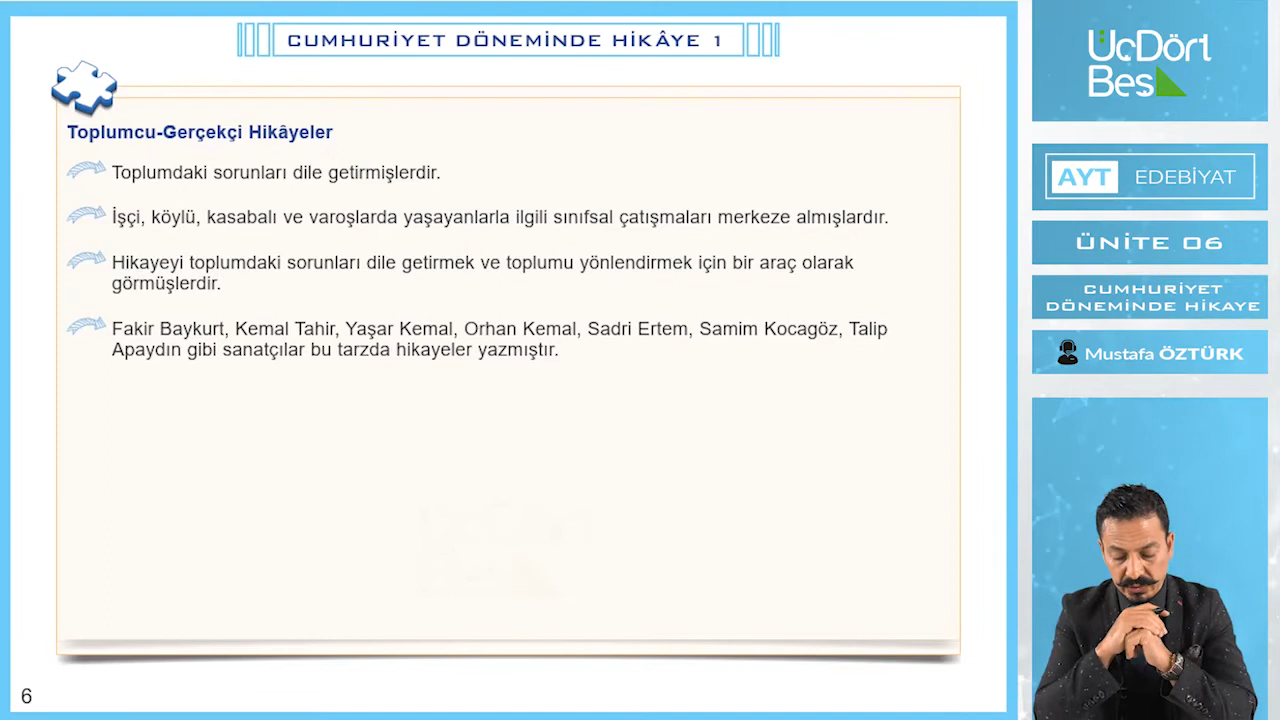 CUMHURİYET DÖNEMİNDE HİKÂYE 1
Toplumcu-Gerçekçi Hikâyeler
Toplumdaki sorunları dile getirmişlerdir.
İşçi, köylü, kasabalı ve varoşlarda yaşayanlarla ilgili sınıfsal çatışmaları merkeze almışlardır.
Hikayeyi toplumdaki sorunları dile getirmek ve toplumu yönlendirmek için bir araç olarak
görmüşlerdir.
Fakir Baykurt, Kemal Tahir, Yaşar Kemal, Orhan Kemal, Sadri Ertem, Samim Kocagöz, Talip
Apaydın gibi sanatçılar bu tarzda hikayeler yazmıştır.
6
ÜçDört
Beş
AYT EDEBİYAT
ÜNİTE 06
CUMHURİYET
DÖNEMİNDE HİKAYE
Mustafa ÖZTÜRK